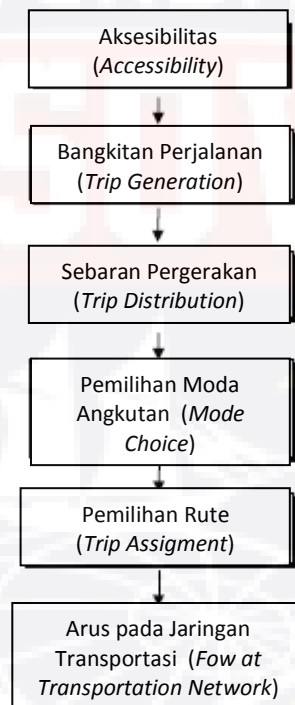 Aksesibilitas
(Accessibility)
Bangkitan Perjalanan
(Trip Generation)
Sebaran Pergerakan
(Trip Distribution)
Pemilihan Moda
Angkutan (Mode
Choice)
Pemilihan Rute
(Trip Assigment)
Arus pada Jaringan
Transportasi (Fow at
Transportation Network)